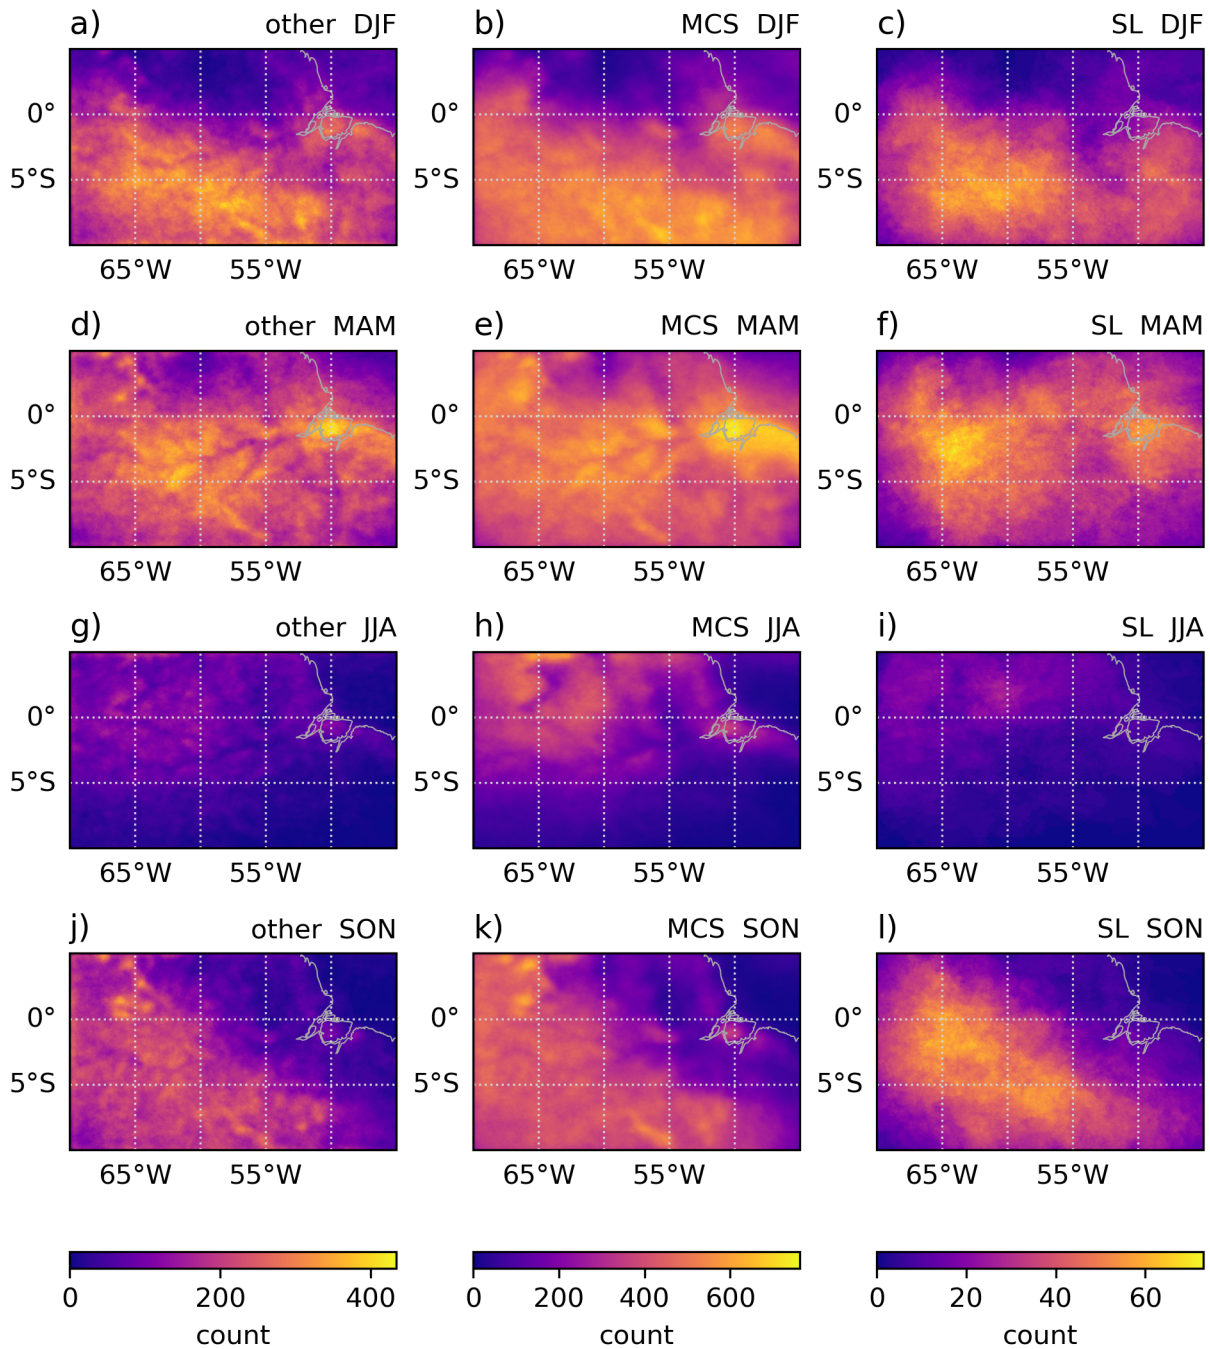 a) other DJF b) MCS DJF c) SL DJF
0° 0° 0°
5°S 5°S 5°S
65°W 55°W 65°W 55°W 65°W 55°W
d) other MAM e) MCS MAM f) SL MAM
0° 0° 0°
5°S 5°S 5°S
65°W 55°W 65°W 55°W 65°W 55°W
g) other JJA h) MCS JJA i) SL JJA
0° 0° 0°
5°S 5°S 5°S
65°W 55°W 65°W 55°W 65°W 55°W
j) other SON k) MCS SON l) SL SON
0° 0° 0°
5°S 5°S 5°S
65°W 55°W 65°W 55°W 65°W 55°W
0 200 400 0 200 400 600 0 20 40 60
count count count